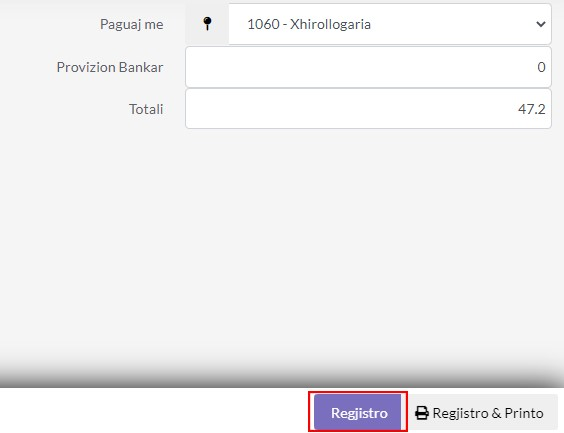 Paguaj me 1060 - Xhirollogaria
Provizion Bankar 0
Totali 47.2
Regjistro Regjistro & Printo